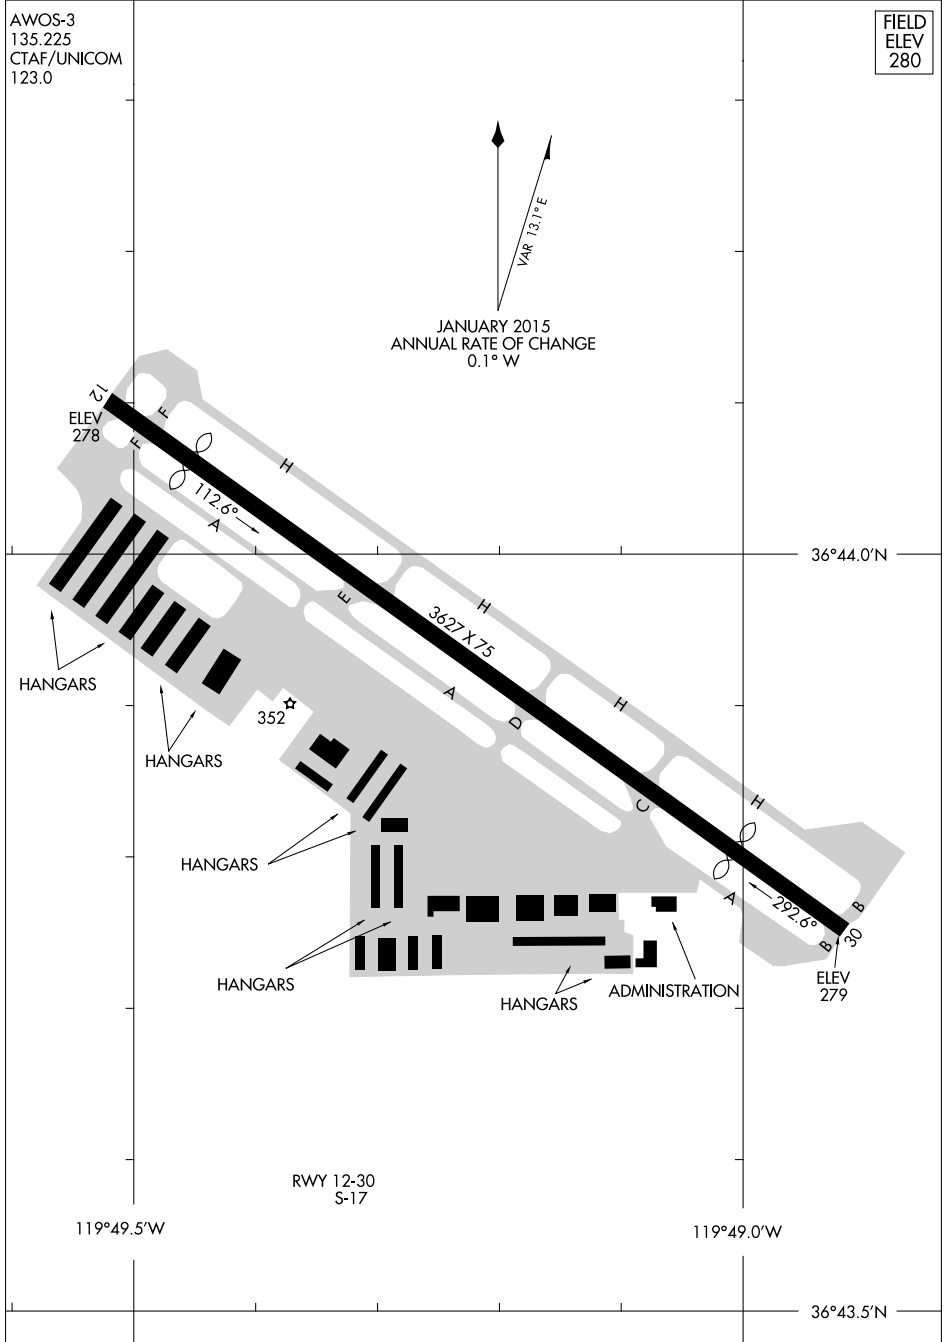 AWOS-3
135.225
CTAF/UNICOM
123.0
FIELD
ELEV
280
VAR 13.1° E
JANUARY 2015
ANNUAL RATE OF CHANGE
0.1° W
12
ELEV
278
F
F
H
112.6°
A
36°44.0'N
E
H
3627 X 75
HANGARS
A
H
352
D
HANGARS
C
H
HANGARS
A
292.6°
B
B
30
HANGARS
HANGARS
ADMINISTRATION
ELEV
279
RWY 12-30
S-17
119°49.5'W
119°49.0'W
36°43.5'N